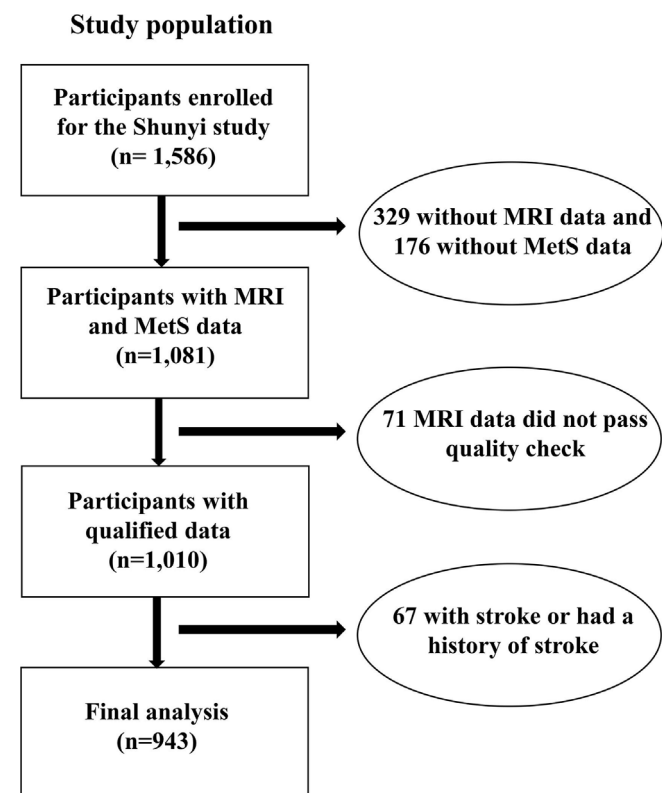 Study population
Participants enrolled
for the Shunyi study
(n= 1,586)
329 without MRI data and
176 without MetS data
Participants with MRI
and MetS data
(n=1,081)
71 MRI data did not pass
quality check
Participants with
qualified data
(n=1,010)
67 with stroke or had a
history of stroke
Final analysis
(n=943)